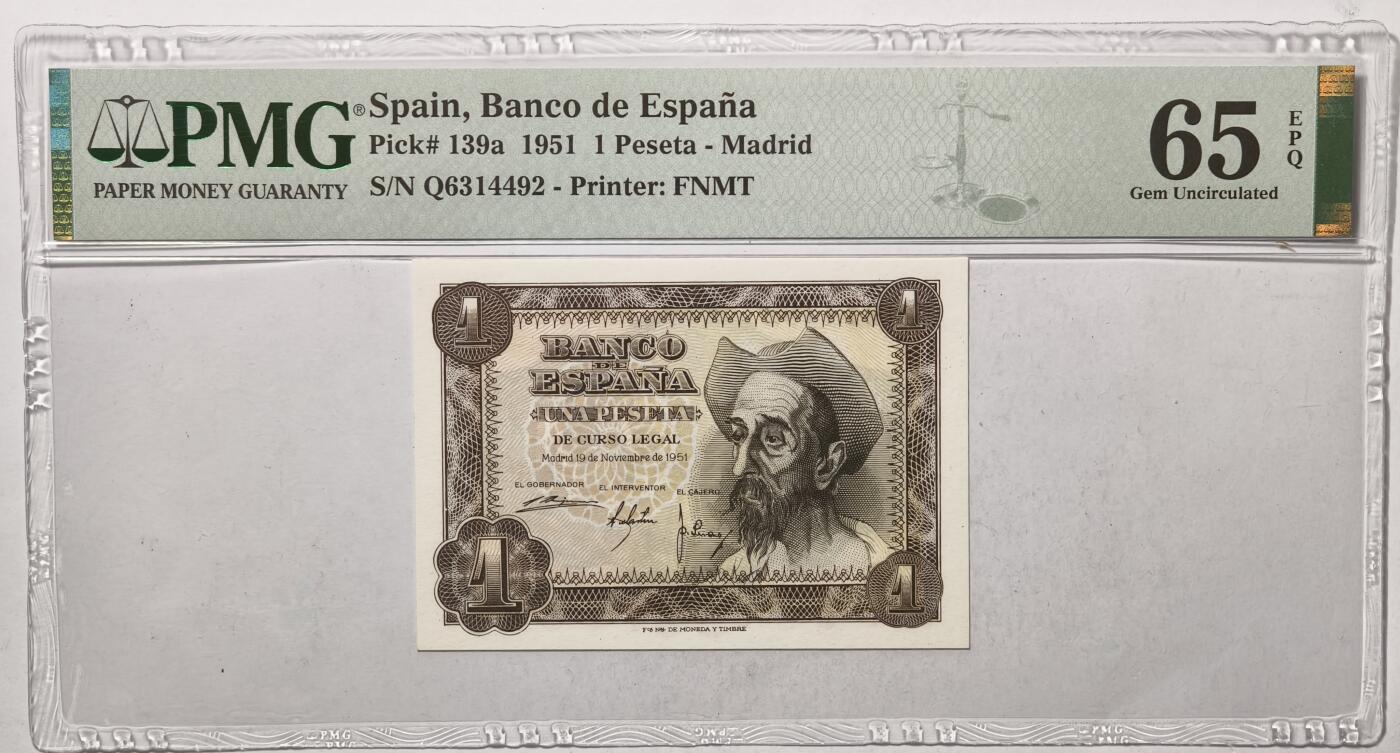 PMG®
PAPER MONEY GUARANTY
Spain, Banco de España
Pick# 139a 1951 1 Peseta - Madrid
S/N Q6314492 - Printer: FNMT
65
EPQ
Gem Uncirculated
1
1
BANCO
DE
ESPAÑA
UNA PESETA
DE CURSO LEGAL
Madrid 19 de Noviembre de 1951
EL GOBERNADOR EL INTERVENTOR EL CAJERO
1
1
DE MONEDA Y TIMBRE
PMG
PMG